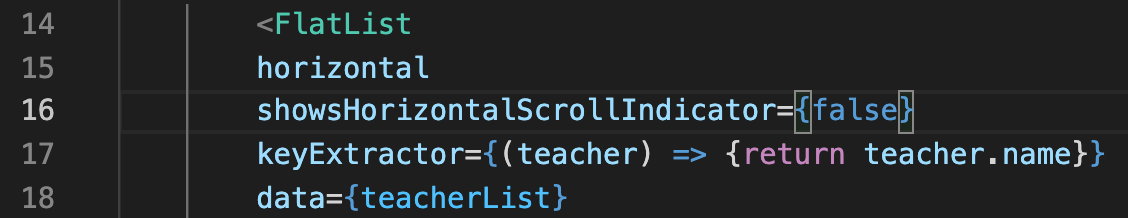 14 <FlatList
15 horizontal
16 showsHorizontalScrollIndicator={false}
17 keyExtractor={(teacher) => {return teacher.name}}
18 data={teacherList}